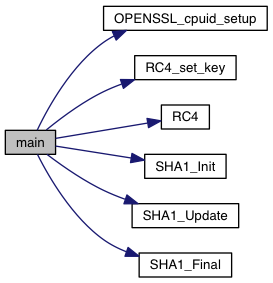 OPENSSL_cpuid_setup
RC4_set_key
RC4
main
SHA1_Init
SHA1_Update
SHA1_Final